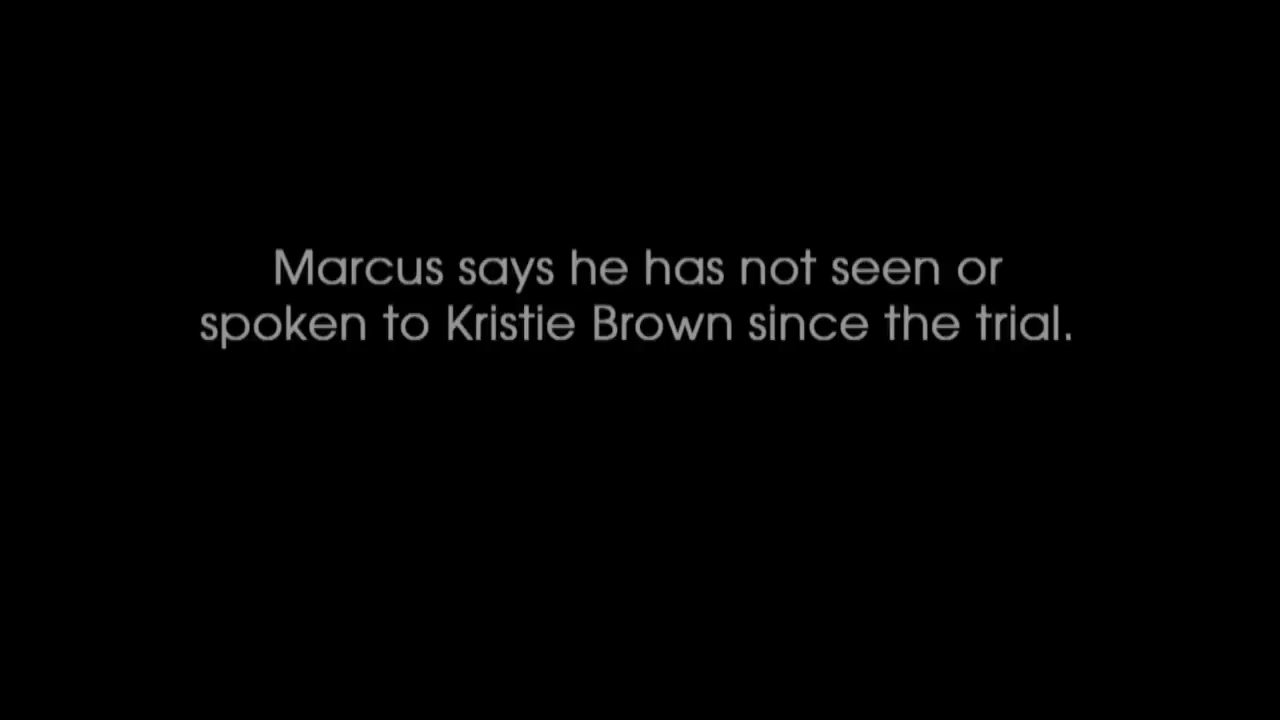 Marcus says he has not seen or
spoken to Kristie Brown since the trial.